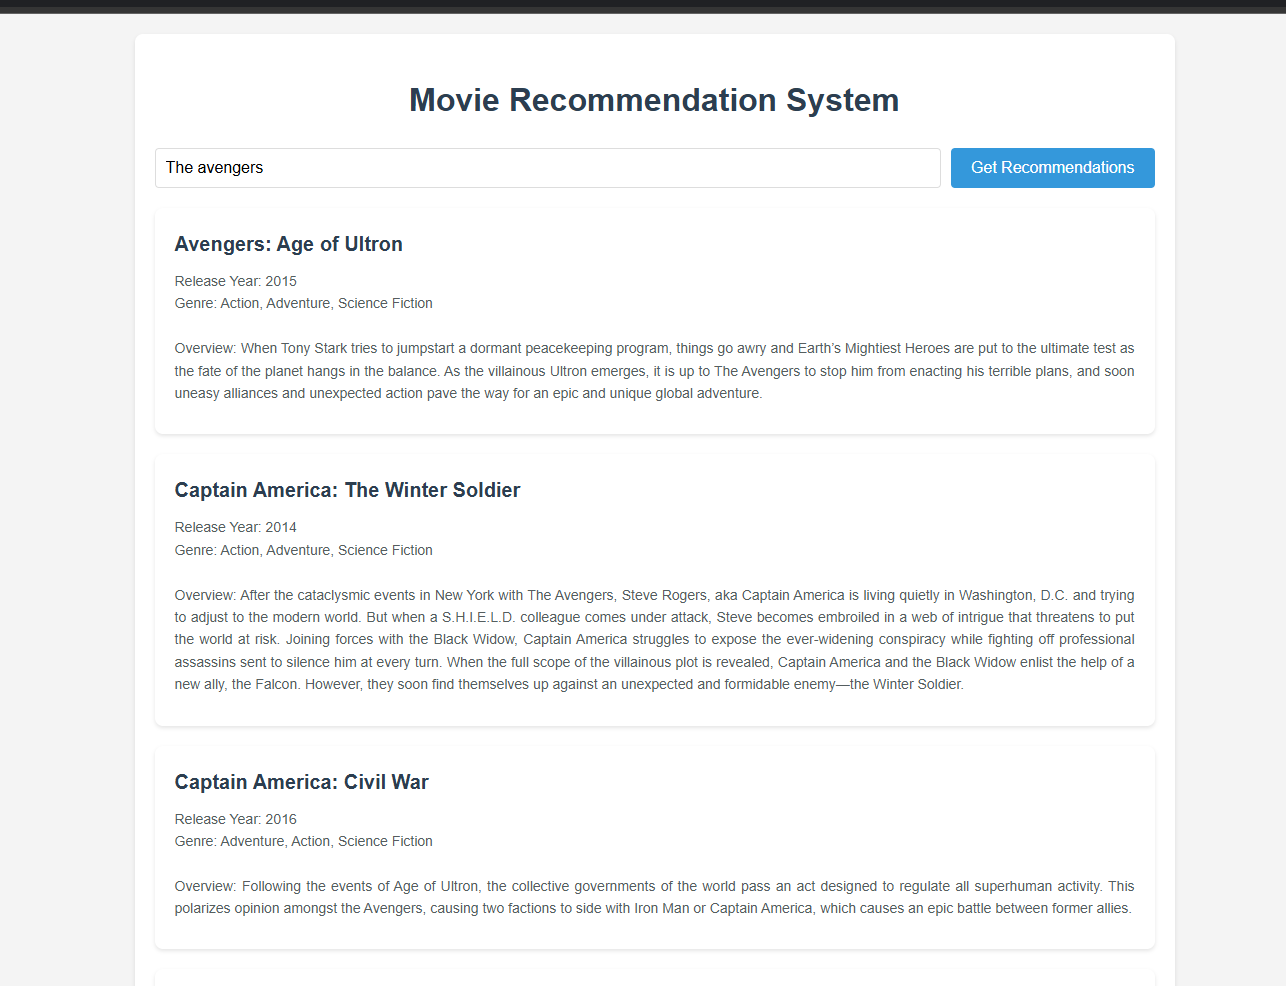 Movie Recommendation System
The avengers
Get Recommendations
Avengers: Age of Ultron
Release Year: 2015
Genre: Action, Adventure, Science Fiction
Overview: When Tony Stark tries to jumpstart a dormant peacekeeping program, things go awry and Earth’s Mightiest Heroes are put to the ultimate test as
the fate of the planet hangs in the balance. As the villainous Ultron emerges, it is up to The Avengers to stop him from enacting his terrible plans, and soon
uneasy alliances and unexpected action pave the way for an epic and unique global adventure.
Captain America: The Winter Soldier
Release Year: 2014
Genre: Action, Adventure, Science Fiction
Overview: After the cataclysmic events in New York with The Avengers, Steve Rogers, aka Captain America is living quietly in Washington, D.C. and trying
to adjust to the modern world. But when a S.H.I.E.L.D. colleague comes under attack, Steve becomes embroiled in a web of intrigue that threatens to put
the world at risk. Joining forces with the Black Widow, Captain America struggles to expose the ever-widening conspiracy while fighting off professional
assassins sent to silence him at every turn. When the full scope of the villainous plot is revealed, Captain America and the Black Widow enlist the help of a
new ally, the Falcon. However, they soon find themselves up against an unexpected and formidable enemy—the Winter Soldier.
Captain America: Civil War
Release Year: 2016
Genre: Adventure, Action, Science Fiction
Overview: Following the events of Age of Ultron, the collective governments of the world pass an act designed to regulate all superhuman activity. This
polarizes opinion amongst the Avengers, causing two factions to side with Iron Man or Captain America, which causes an epic battle between former allies.